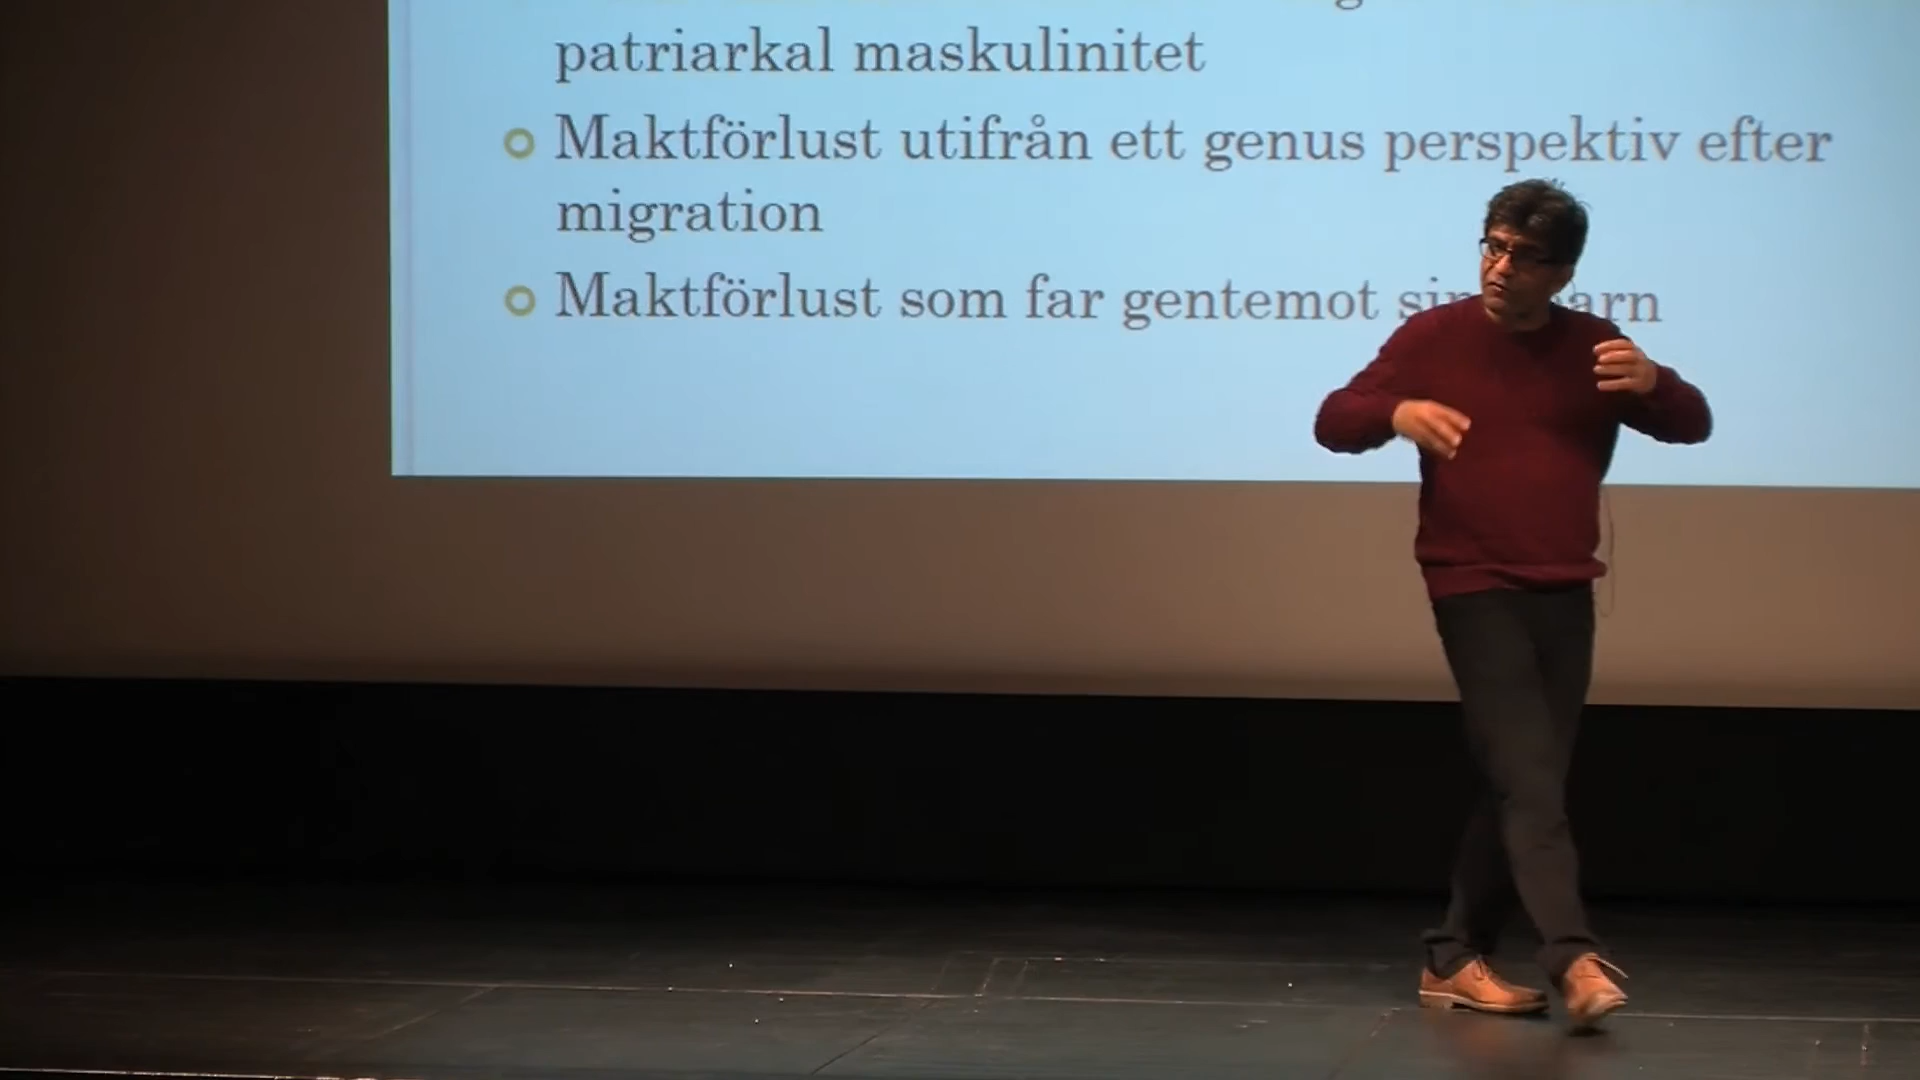 patriarkal maskulinitet
Maktförlust utifrån ett genus perspektiv efter
migration
Maktförlust som far gentemot